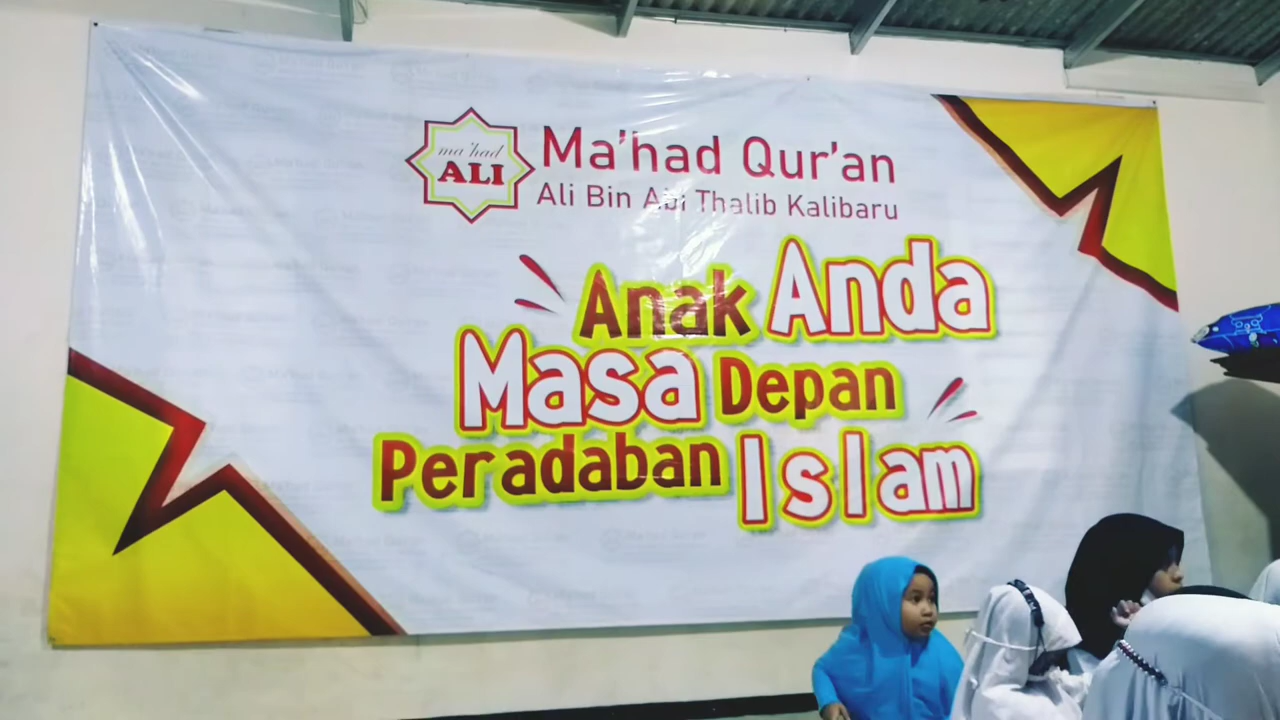 ma'had
ALI
Ma'had Qur'an
Ali Bin Abi Thalib Kalibaru
Anak Anda
Masa Depan
Peradaban Islam